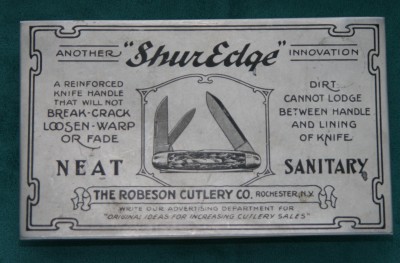 ANOTHER "ShurEdge" INNOVATION
A REINFORCED
KNIFE HANDLE
THAT WILL NOT
BREAK-CRACK
LOOSEN-WARP
OR FADE
NEAT
DIRT
CANNOT LODGE
BETWEEN HANDLE
AND LINING
OF KNIFE.
SANITARY
THE ROBESON CUTLERY CO. ROCHESTER, N.Y.
WRITE OUR ADVERTISING DEPARTMENT FOR
"ORIGINAL IDEAS FOR INCREASING CUTLERY SALES"